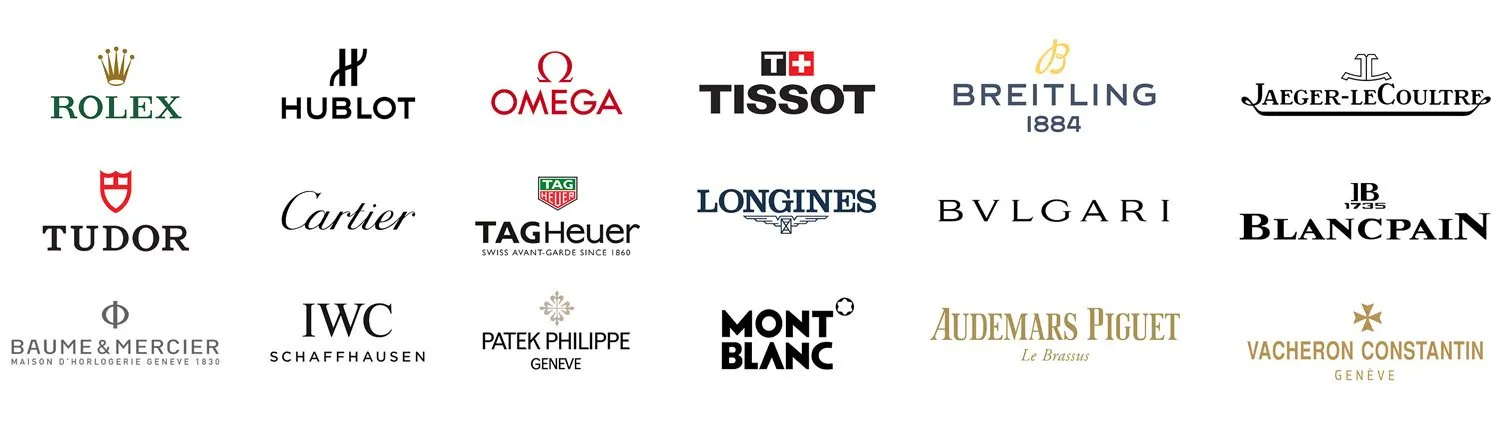 ROLEX
HUBLOT
OMEGA
T+
TISSOT
BREITLING
1884
JAEGER-LECOULTRE
TUDOR
Cartier
TAG
HEUER
TAGHeuer
SWISS AVANT-GARDE SINCE 1860
LONGINES
BVLGARI
JB
1735
BLANCPAIN
BAUME & MERCIER
MAISON D'HORLOGERIE GENEVE 1830
IWC
SCHAFFHAUSEN
PATEK PHILIPPE
GENEVE
MONT
BLANC
AUDEMARS PIGUET
Le Brassus
VACHERON CONSTANTIN
GENÈVE